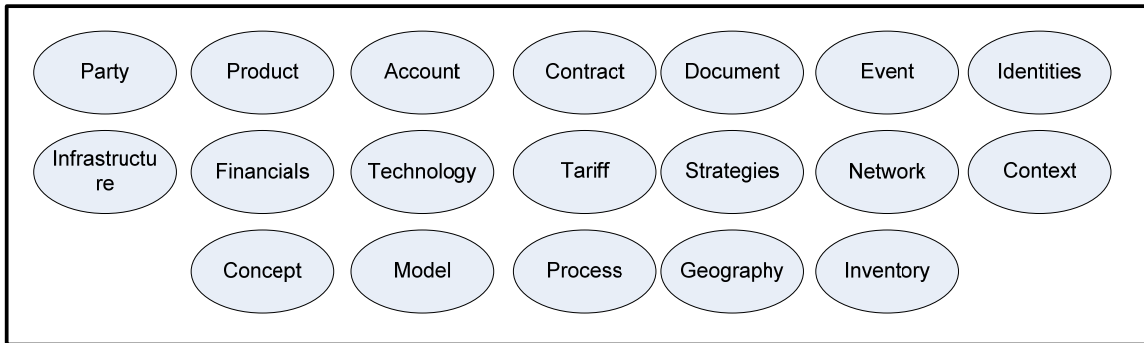 Party
Product
Account
Contract
Document
Event
Identities
Infrastructu
re
Financials
Technology
Tariff
Strategies
Network
Context
Concept
Model
Process
Geography
Inventory